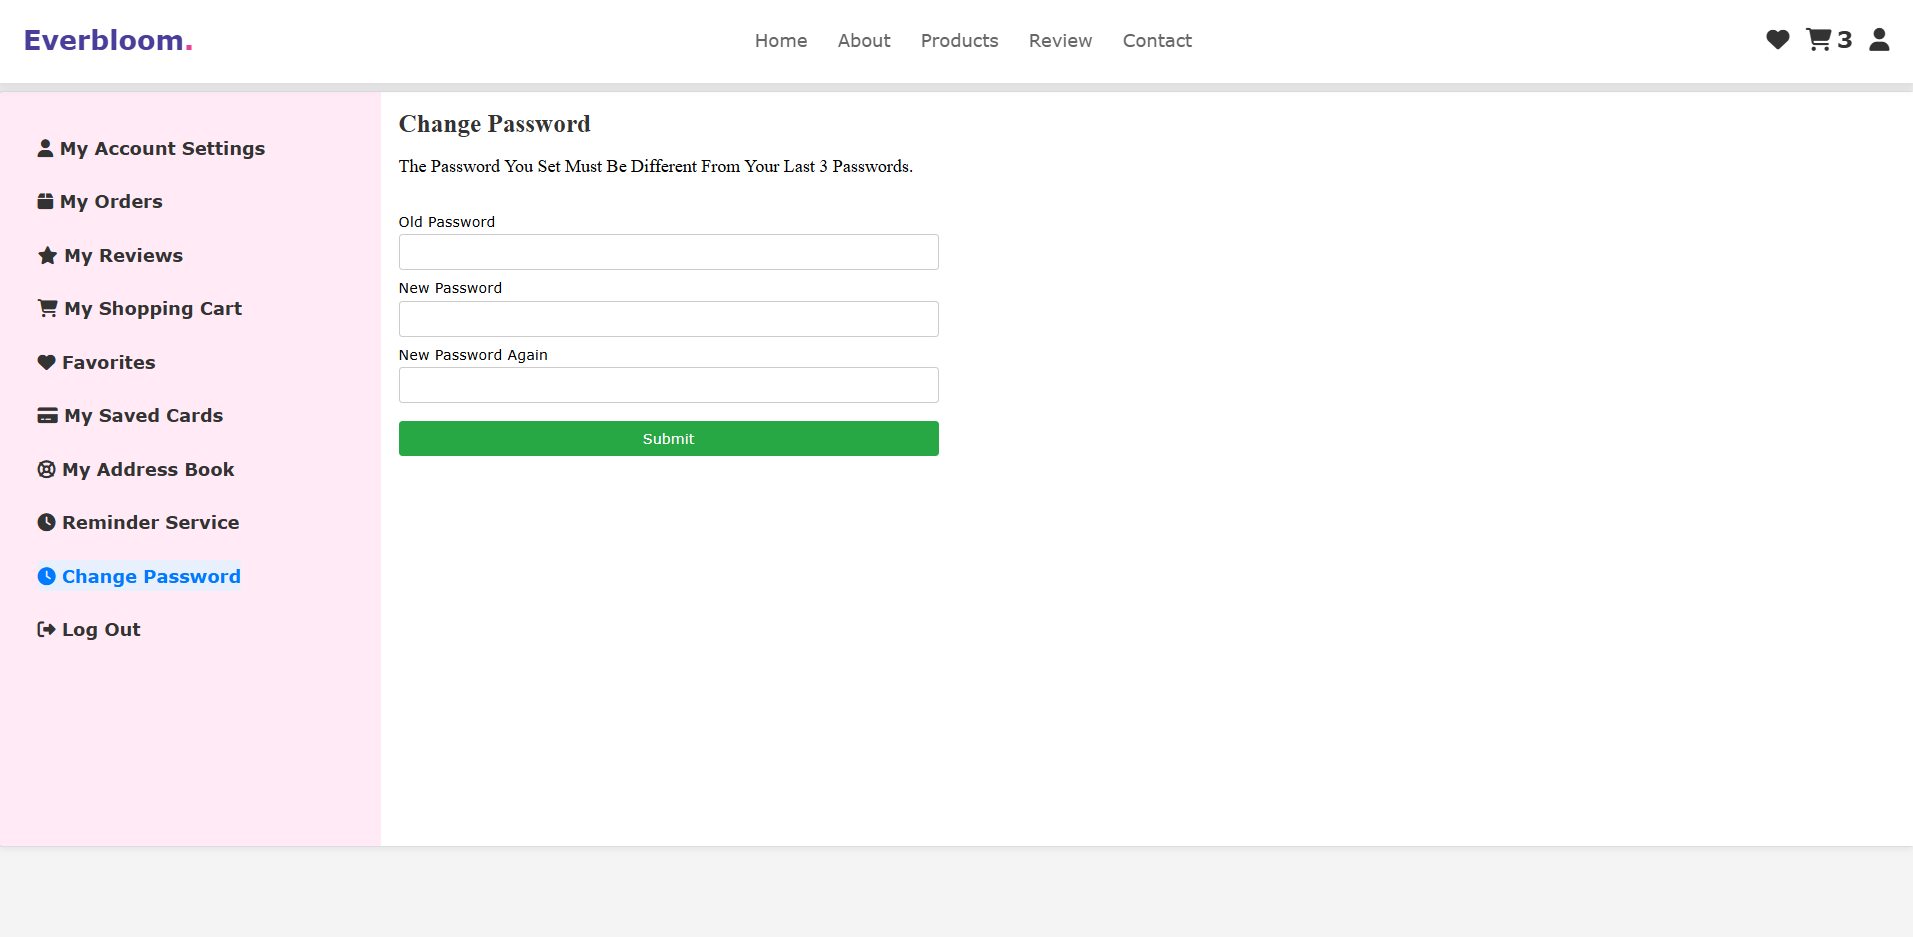 Everbloom.
Home About Products Review Contact
3
My Account Settings
My Orders
My Reviews
My Shopping Cart
Favorites
My Saved Cards
My Address Book
Reminder Service
Change Password
Log Out
Change Password
The Password You Set Must Be Different From Your Last 3 Passwords.
Old Password
New Password
New Password Again
Submit